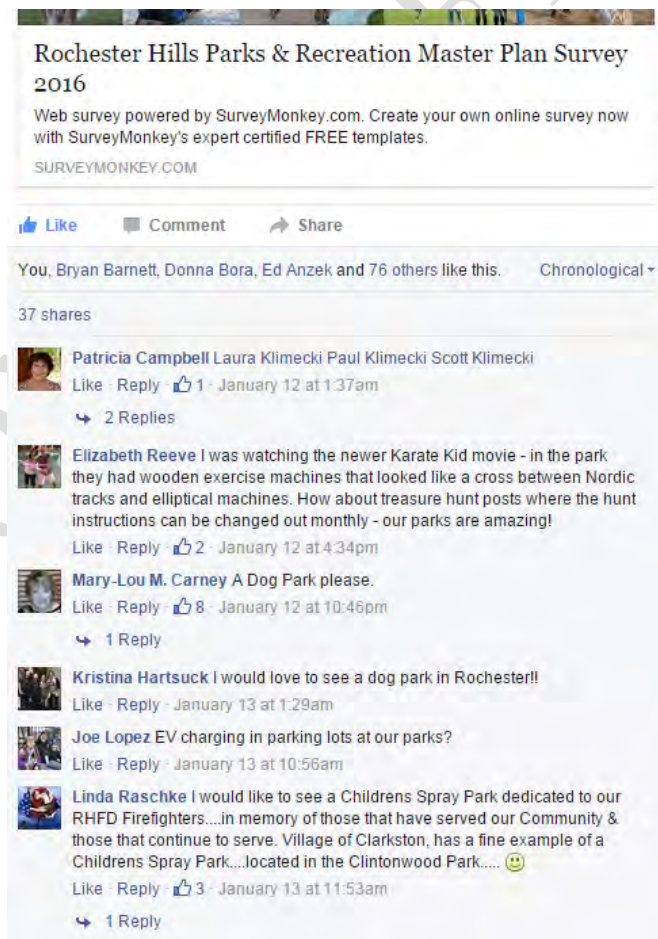 Rochester Hills Parks & Recreation Master Plan Survey
2016
Web survey powered by SurveyMonkey.com. Create your own online survey now
with SurveyMonkey's expert certified FREE templates.
SURVEYMONKEY.COM
Like Comment Share
You, Bryan Barnett, Donna Bora, Ed Anzek and 76 others like this. Chronological
37 shares
Patricia Campbell Laura Klimecki Paul Klimecki Scott Klimecki
Like · Reply · 1 · January 12 at 1:37am
2 Replies
Elizabeth Reeve I was watching the newer Karate Kid movie - in the park
they had wooden exercise machines that looked like a cross between Nordic
tracks and elliptical machines. How about treasure hunt posts where the hunt
instructions can be changed out monthly - our parks are amazing!
Like · Reply · 2 · January 12 at 4:34pm
Mary-Lou M. Carney A Dog Park please.
Like · Reply · 8 · January 12 at 10:46pm
1 Reply
Kristina Hartsuck I would love to see a dog park in Rochester!!
Like · Reply · January 13 at 1:29am
Joe Lopez EV charging in parking lots at our parks?
Like · Reply · January 13 at 10:56am
Linda Raschke I would like to see a Childrens Spray Park dedicated to our
RHFD Firefighters....in memory of those that have served our Community &
those that continue to serve. Village of Clarkston, has a fine example of a
Childrens Spray Park....located in the Clintonwood Park.....
Like · Reply · 3 · January 13 at 11:53am
1 Reply